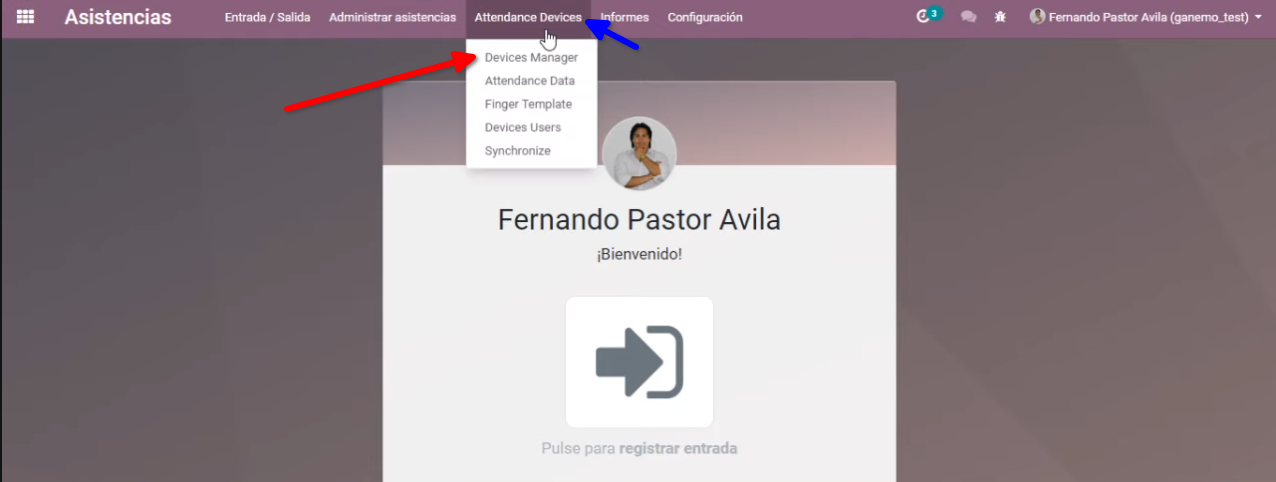 Asistencias Entrada / Salida Administrar asistencias Attendance Devices Informes Configuración 3 Fernando Pastor Avila (ganemo_test)
Devices Manager
Attendance Data
Finger Template
Devices Users
Synchronize
Fernando Pastor Avila
¡Bienvenido!
Pulse para registrar entrada